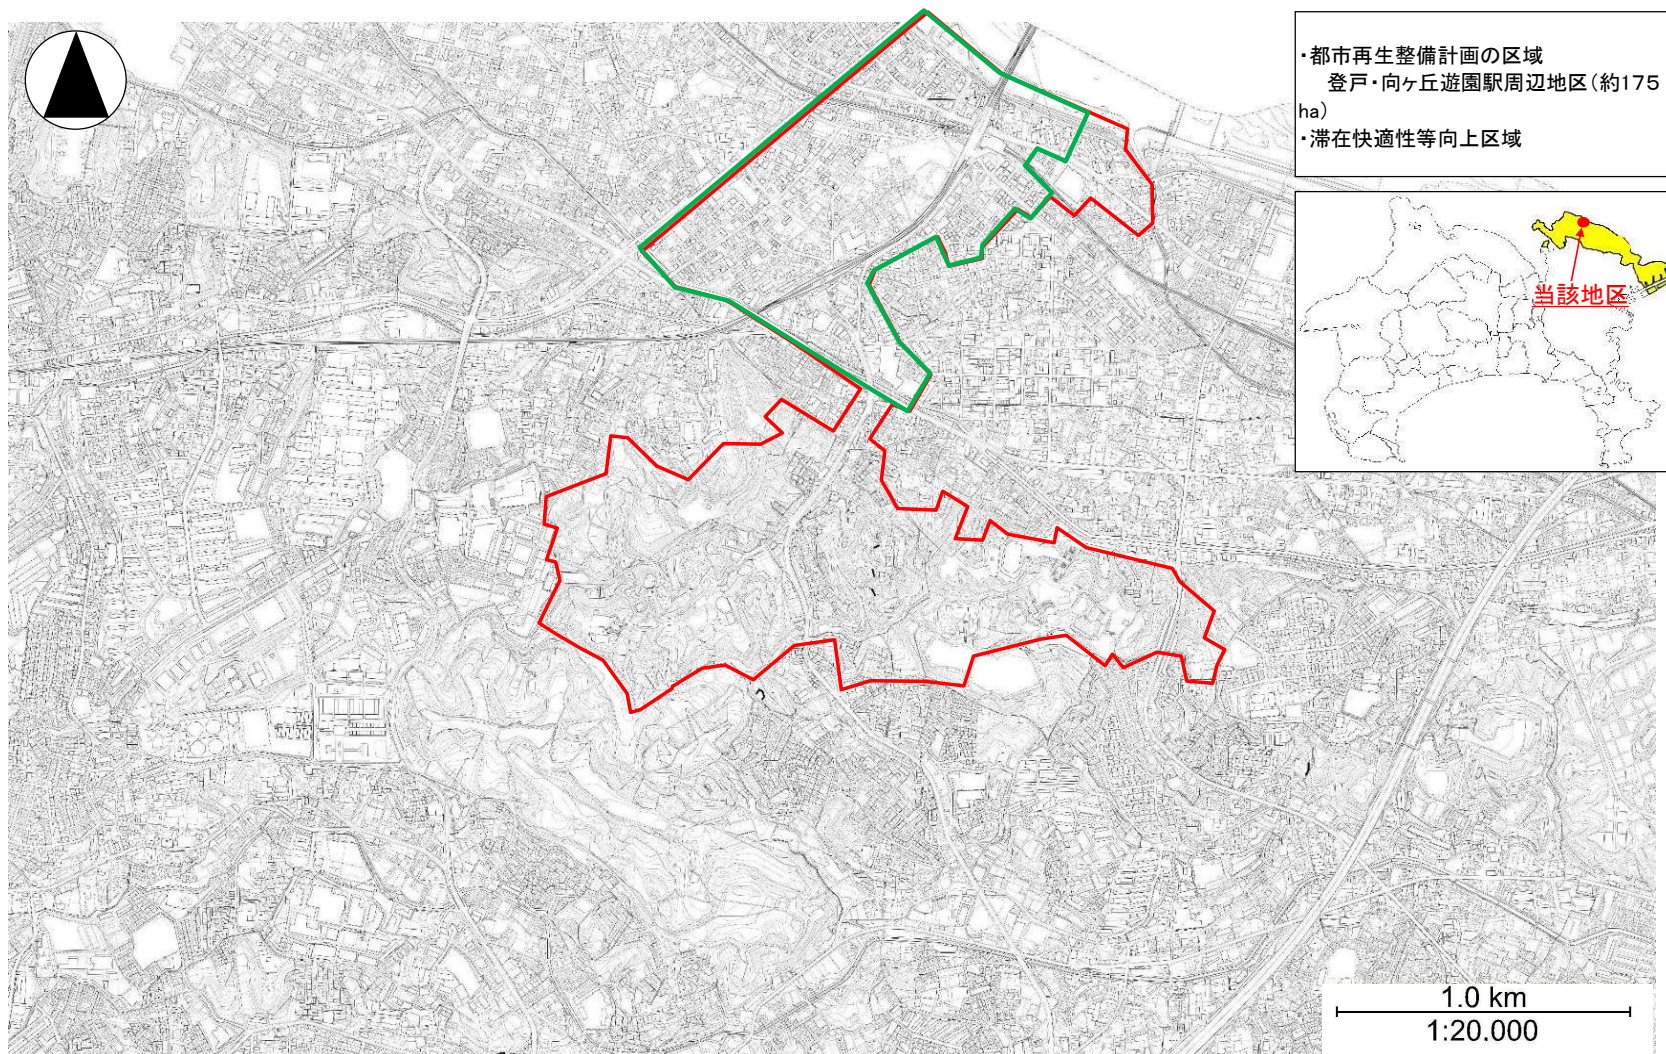 ・都市再生整備計画の区域
登戸・向ヶ丘遊園駅周辺地区(約175
ha)
・滞在快適性等向上区域
当該地区
1.0 km
1:20.000